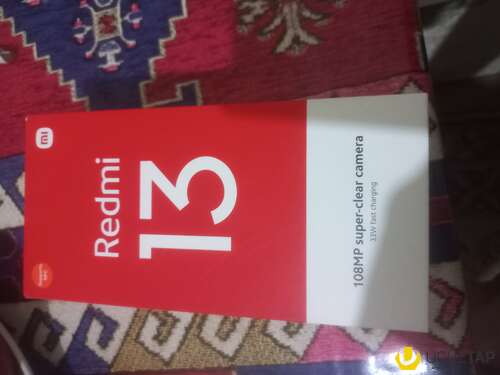 mi
Redmi
13
108MP super-clear camera
33W fast charging